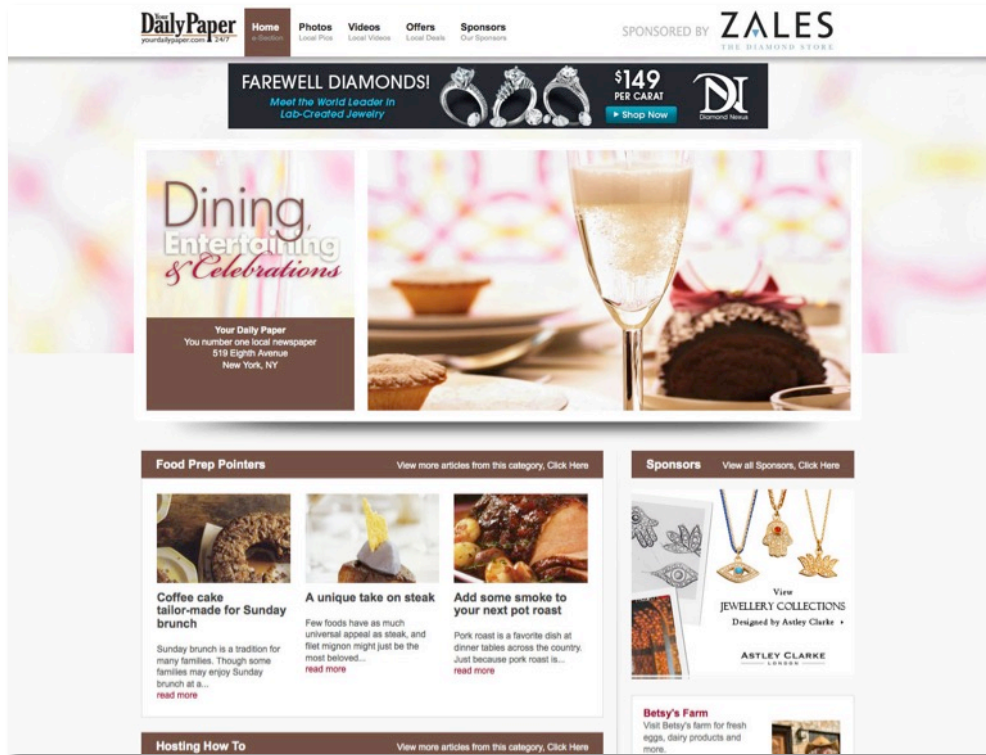 Your
Daily Paper
yourdailypaper.com 24/7
Home
e-Section
Photos
Local Pics
Videos
Local Videos
Offers
Local Deals
Sponsors
Our Sponsors
SPONSORED BY
ZALES
THE DIAMOND STORE
FAREWELL DIAMONDS!
Meet the World Leader in
Lab-Created Jewelry
$149
PER CARAT
Shop Now
DN
Diamond Nexus
Dining,
Entertaining
& Celebrations
Your Daily Paper
You number one local newspaper
519 Eighth Avenue
New York, NY
Food Prep Pointers
View more articles from this category, Click Here
Coffee cake
tailor-made for Sunday
brunch
Sunday brunch is a tradition for
many families. Though some
families may enjoy Sunday
brunch at a...
read more
A unique take on steak
Few foods have as much
universal appeal as steak, and
filet mignon might just be the
most beloved...
read more
Add some smoke to
your next pot roast
Pork roast is a favorite dish at
dinner tables across the country.
Just because pork roast is...
read more
Sponsors
View all Sponsors, Click Here
View
JEWELLERY COLLECTIONS
Designed by Astley Clarke
ASTLEY CLARKE
LONDON
Betsy's Farm
Visit Betsy's farm for fresh
eggs, dairy products and
more.
Hosting How To
View more articles from this category, Click Here